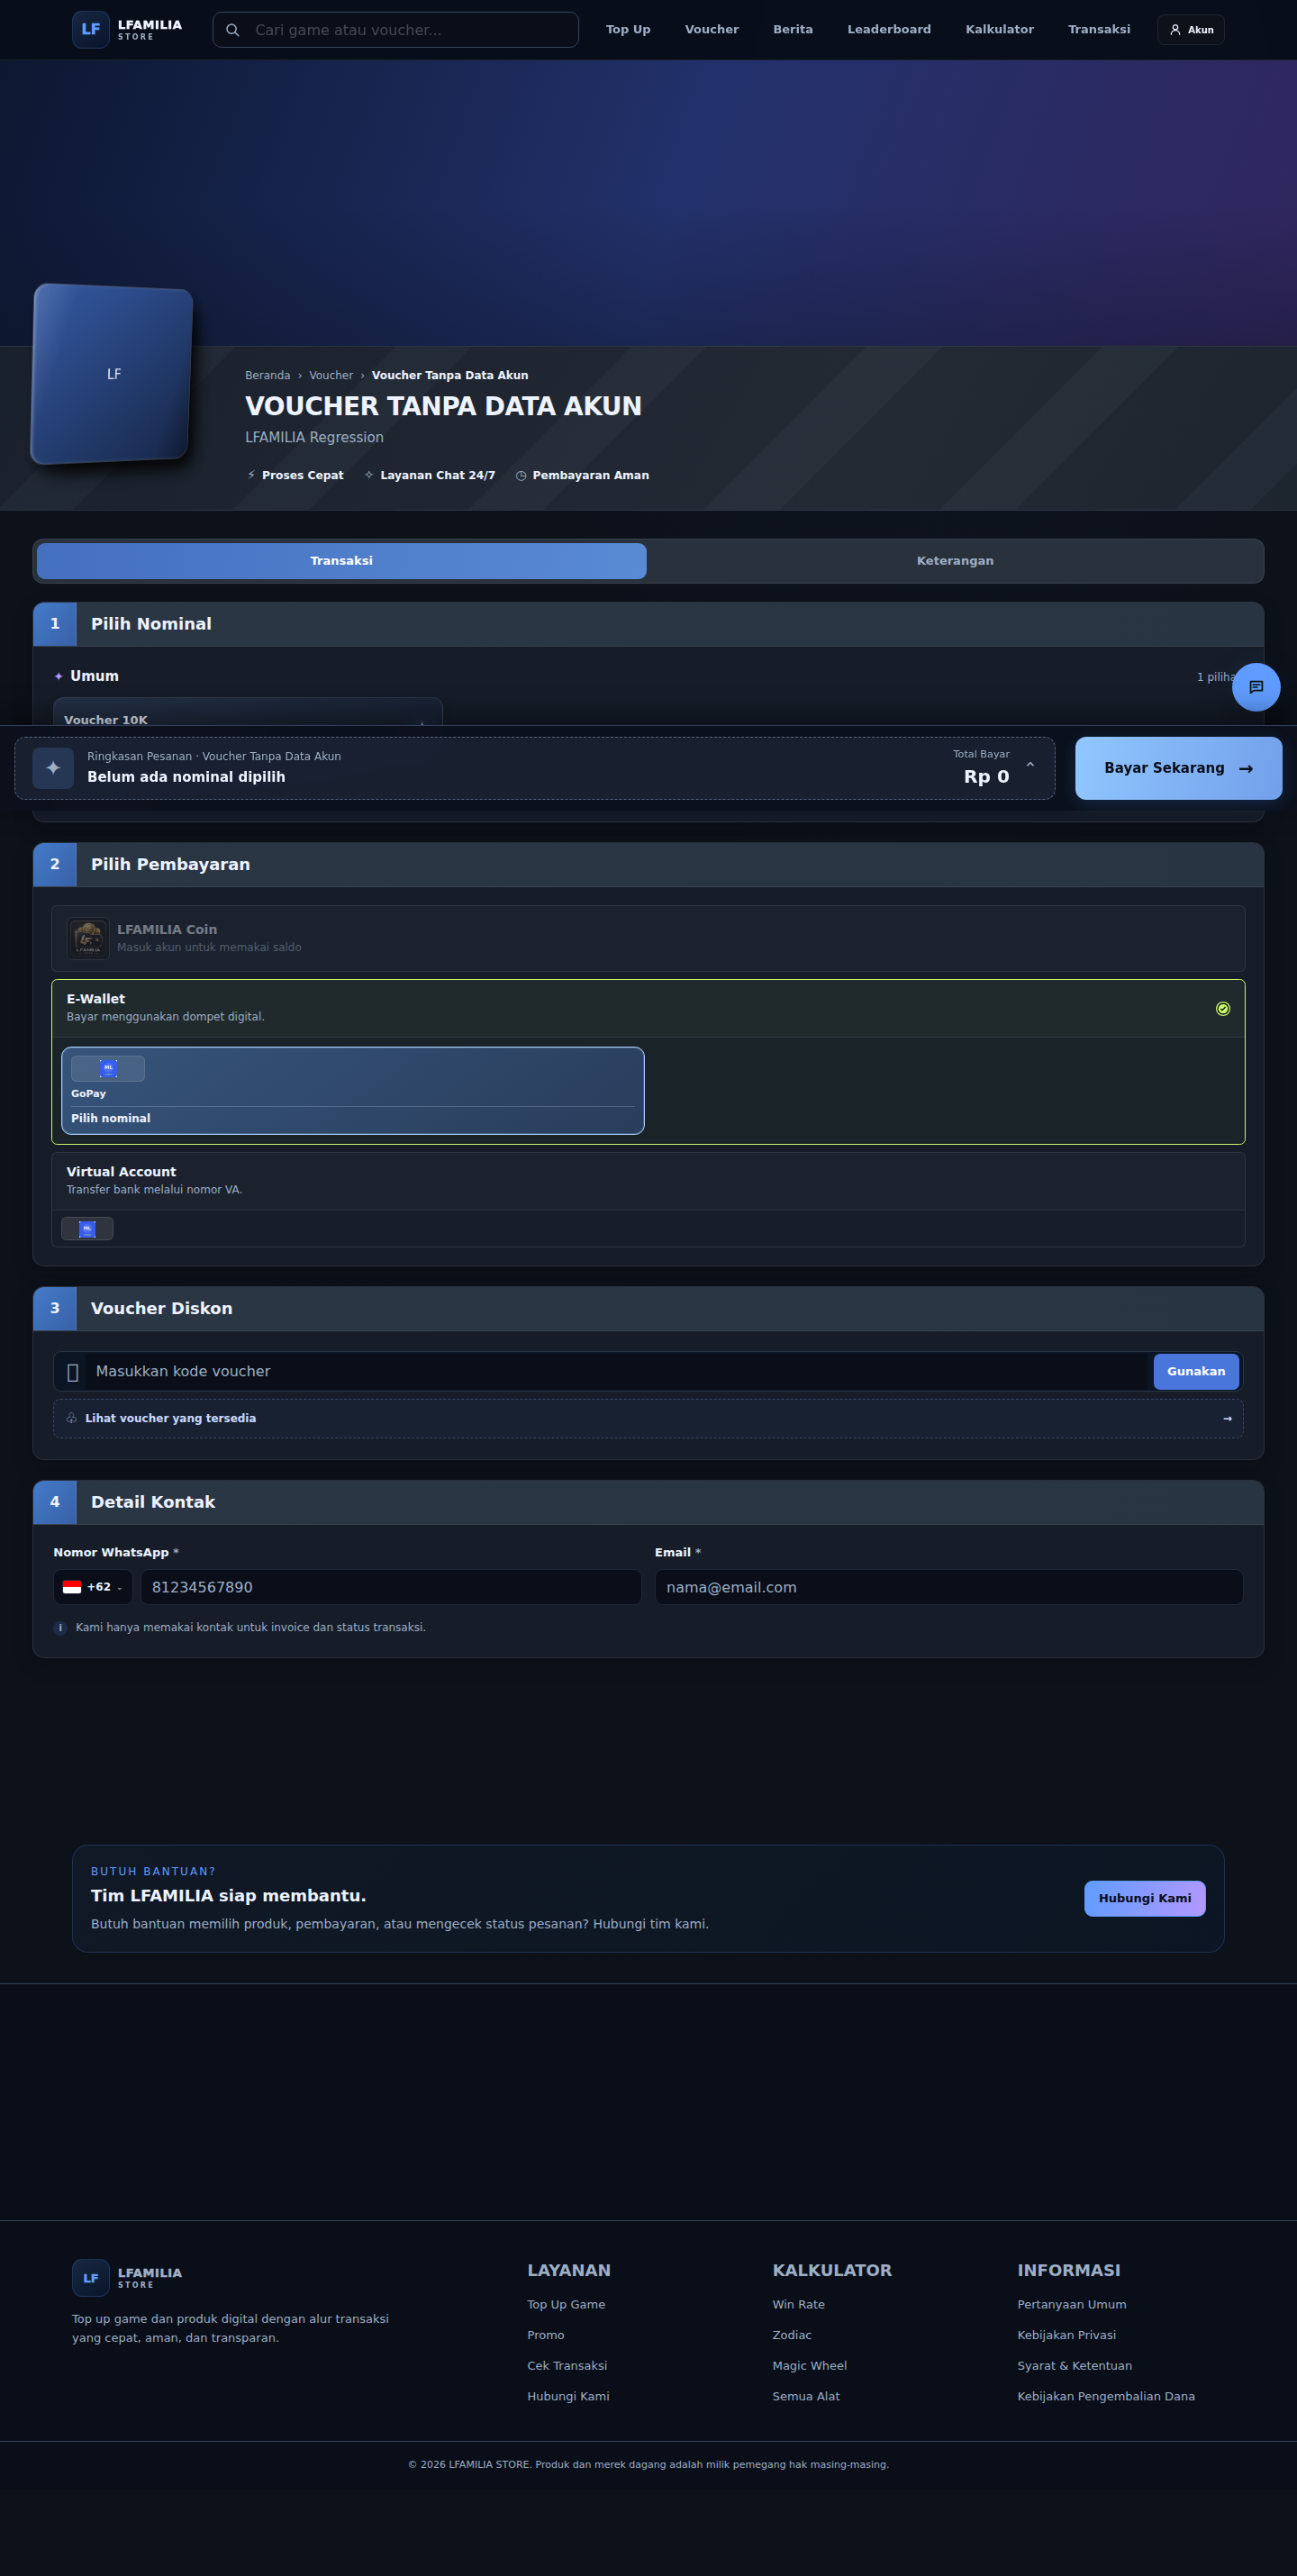 LF
LFAMILIA
STORE
Cari game atau voucher...
Top Up
Voucher
Berita
Leaderboard
Kalkulator
Transaksi
Akun
LF
Beranda › Voucher › Voucher Tanpa Data Akun
VOUCHER TANPA DATA AKUN
LFAMILIA Regression
Proses Cepat
Layanan Chat 24/7
Pembayaran Aman
Transaksi
Keterangan
1
Pilih Nominal
Umum
1
Voucher 10K
Ringkasan Pesanan · Voucher Tanpa Data Akun
Belum ada nominal dipilih
Total Bayar
Rp 0
Bayar Sekarang →
2
Pilih Pembayaran
LFAMILIA Coin
Masuk akun untuk memakai saldo
E-Wallet
Bayar menggunakan dompet digital.
ML
GoPay
Pilih nominal
Virtual Account
Transfer bank melalui nomor VA.
ML
3
Voucher Diskon
Masukkan kode voucher
Gunakan
Lihat voucher yang tersedia →
4
Detail Kontak
Nomor WhatsApp *
Email *
+62
81234567890
nama@email.com
i Kami hanya memakai kontak untuk invoice dan status transaksi.
BUTUH BANTUAN?
Tim LFAMILIA siap membantu.
Butuh bantuan memilih produk, pembayaran, atau mengecek status pesanan? Hubungi tim kami.
Hubungi Kami
LF
LFAMILIA
STORE
Top up game dan produk digital dengan alur transaksi
yang cepat, aman, dan transparan.
LAYANAN
Top Up Game
Promo
Cek Transaksi
Hubungi Kami
KALKULATOR
Win Rate
Zodiac
Magic Wheel
Semua Alat
INFORMASI
Pertanyaan Umum
Kebijakan Privasi
Syarat & Ketentuan
Kebijakan Pengembalian Dana
© 2026 LFAMILIA STORE. Produk dan merek dagang adalah milik pemegang hak masing-masing.